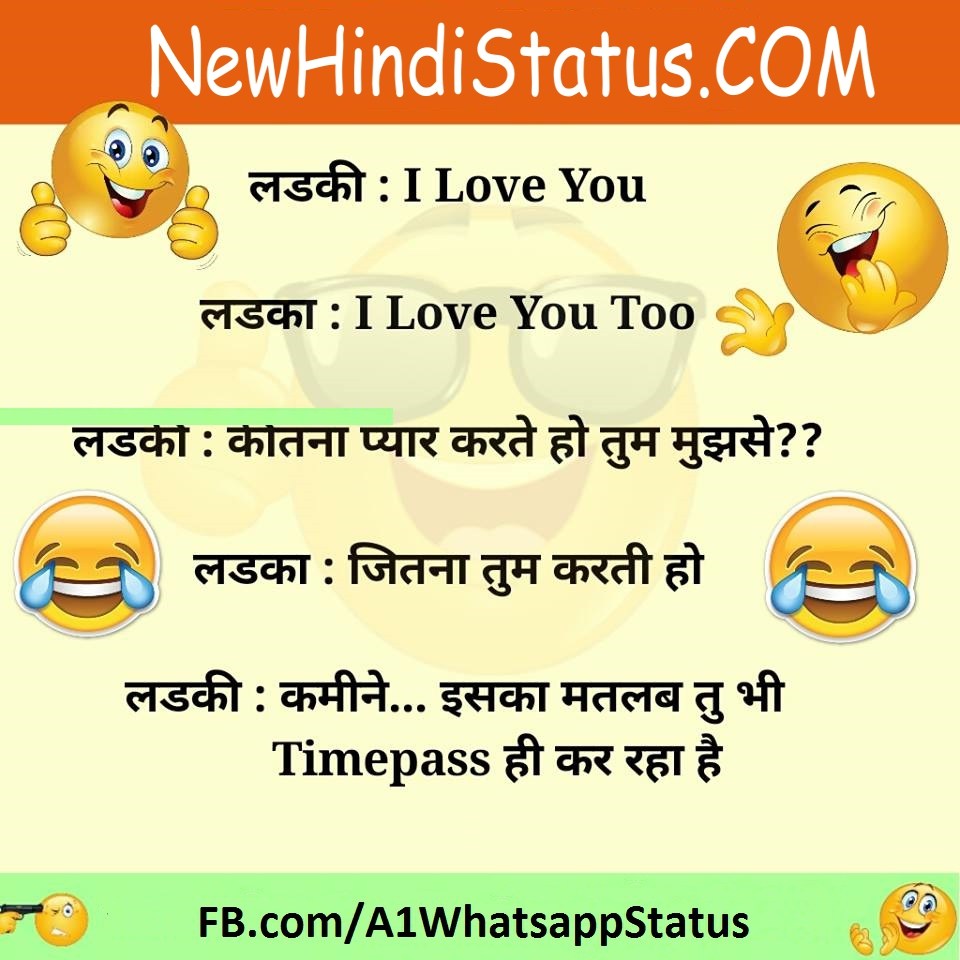 NewHindiStatus.COM
लडकी : I Love You
लडका : I Love You Too
लडकी : कीतना प्यार करते हो तुम मुझसे??
लडका : जितना तुम करती हो
लडकी : कमीने... इसका मतलब तु भी
Timepass ही कर रहा है
FB.com/A1WhatsappStatus